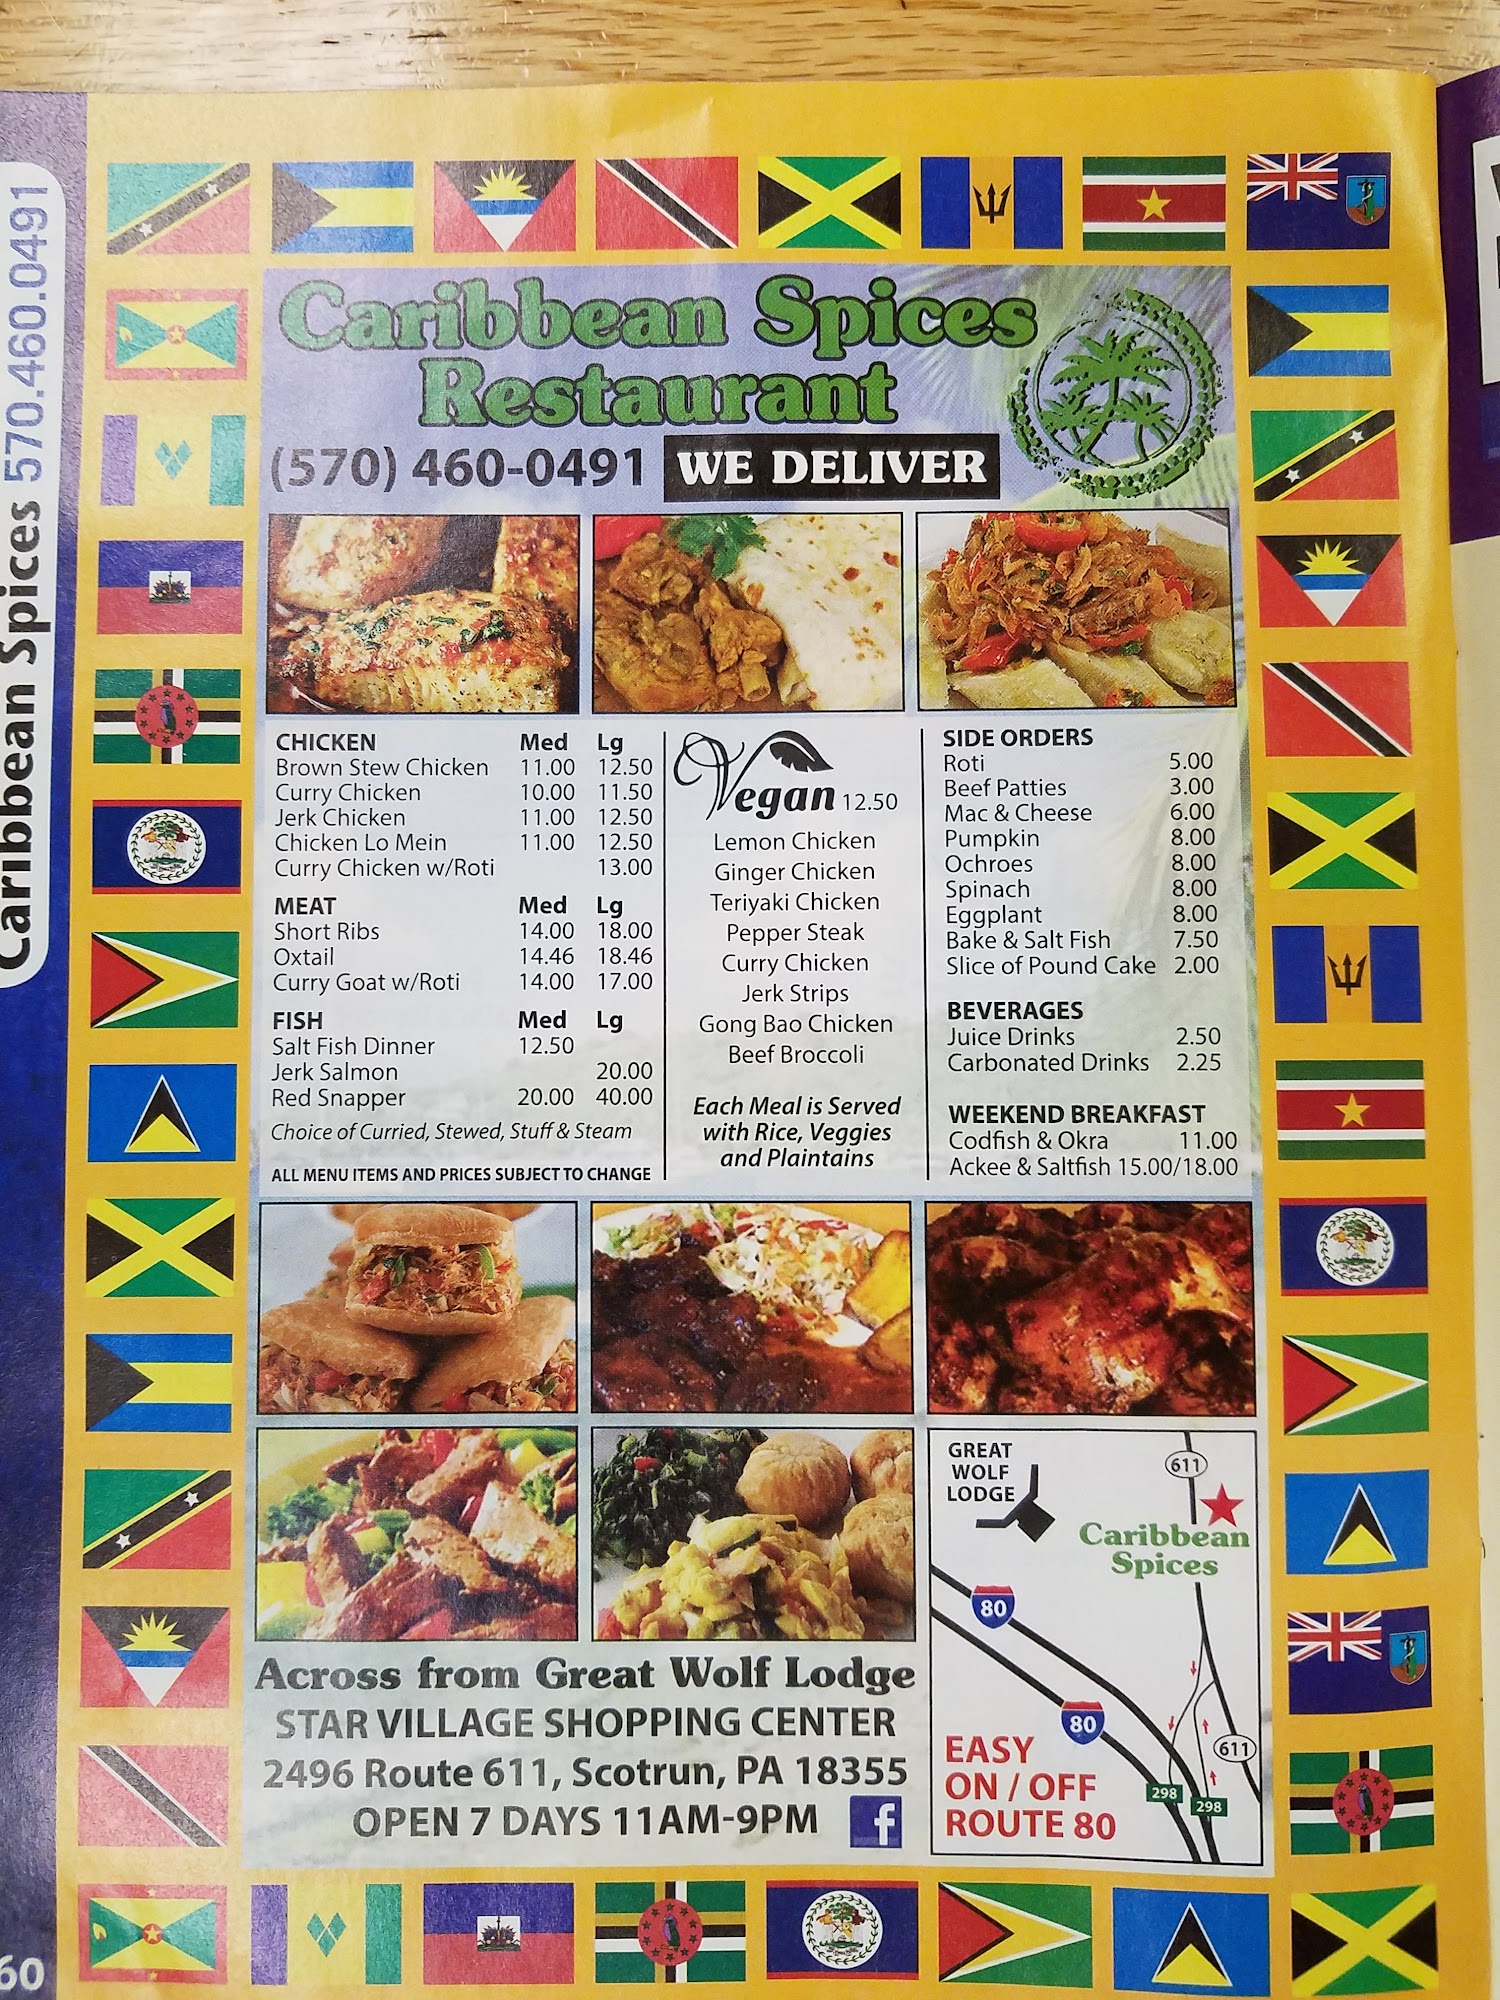 Caribbean Spices 570.460.0491
Caribbean Spices
Restaurant
(570) 460-0491 WE DELIVER
CHICKEN Med Lg
Brown Stew Chicken 11.00 12.50
Curry Chicken 10.00 11.50
Jerk Chicken 11.00 12.50
Chicken Lo Mein 11.00 12.50
Curry Chicken w/Roti 13.00
MEAT Med Lg
Short Ribs 14.00 18.00
Oxtail 14.46 18.46
Curry Goat w/Roti 14.00 17.00
FISH Med Lg
Salt Fish Dinner 12.50
Jerk Salmon 20.00
Red Snapper 20.00 40.00
Choice of Curried, Stewed, Stuff & Steam
ALL MENU ITEMS AND PRICES SUBJECT TO CHANGE
Vegan 12.50
Lemon Chicken
Ginger Chicken
Teriyaki Chicken
Pepper Steak
Curry Chicken
Jerk Strips
Gong Bao Chicken
Beef Broccoli
Each Meal is Served
with Rice, Veggies
and Plaintains
SIDE ORDERS
Roti 5.00
Beef Patties 3.00
Mac & Cheese 6.00
Pumpkin 8.00
Ochroes 8.00
Spinach 8.00
Eggplant 8.00
Bake & Salt Fish 7.50
Slice of Pound Cake 2.00
BEVERAGES
Juice Drinks 2.50
Carbonated Drinks 2.25
WEEKEND BREAKFAST
Codfish & Okra 11.00
Ackee & Saltfish 15.00/18.00
GREAT
WOLF
LODGE
611
Caribbean
Spices
80
80
611
298
298
EASY
ON / OFF
ROUTE 80
Across from Great Wolf Lodge
STAR VILLAGE SHOPPING CENTER
2496 Route 611, Scotrun, PA 18355
OPEN 7 DAYS 11AM-9PM f
60